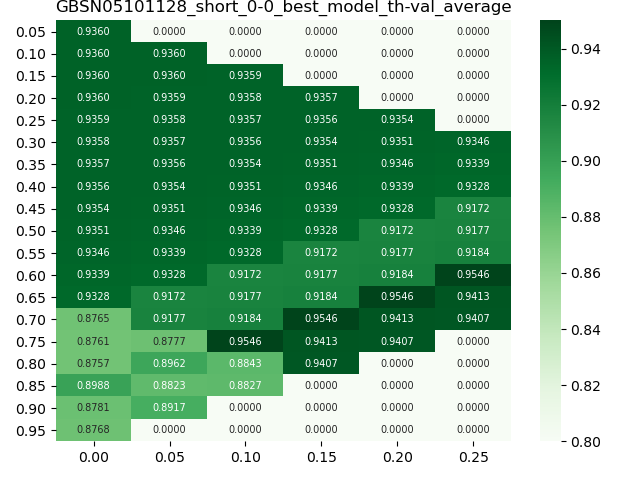 GBSN05101128_short_0-0_best_model_th-val_average
0.05 0.9360 0.0000 0.0000 0.0000 0.0000 0.0000
0.10 0.9360 0.9360 0.0000 0.0000 0.0000 0.0000
0.15 0.9360 0.9360 0.9359 0.0000 0.0000 0.0000
0.20 0.9360 0.9359 0.9358 0.9357 0.0000 0.0000
0.25 0.9359 0.9358 0.9357 0.9356 0.9354 0.0000
0.30 0.9358 0.9357 0.9356 0.9354 0.9351 0.9346
0.35 0.9357 0.9356 0.9354 0.9351 0.9346 0.9339
0.40 0.9356 0.9354 0.9351 0.9346 0.9339 0.9328
0.45 0.9354 0.9351 0.9346 0.9339 0.9328 0.9172
0.50 0.9351 0.9346 0.9339 0.9328 0.9172 0.9177
0.55 0.9346 0.9339 0.9328 0.9172 0.9177 0.9184
0.60 0.9339 0.9328 0.9172 0.9177 0.9184 0.9546
0.65 0.9328 0.9172 0.9177 0.9184 0.9546 0.9413
0.70 0.8765 0.9177 0.9184 0.9546 0.9413 0.9407
0.75 0.8761 0.8777 0.9546 0.9413 0.9407 0.0000
0.80 0.8757 0.8962 0.8843 0.9407 0.0000 0.0000
0.85 0.8988 0.8823 0.8827 0.0000 0.0000 0.0000
0.90 0.8781 0.8917 0.0000 0.0000 0.0000 0.0000
0.95 0.8768 0.0000 0.0000 0.0000 0.0000 0.0000
0.00 0.05 0.10 0.15 0.20 0.25
0.94
0.92
0.90
0.88
0.86
0.84
0.82
0.80